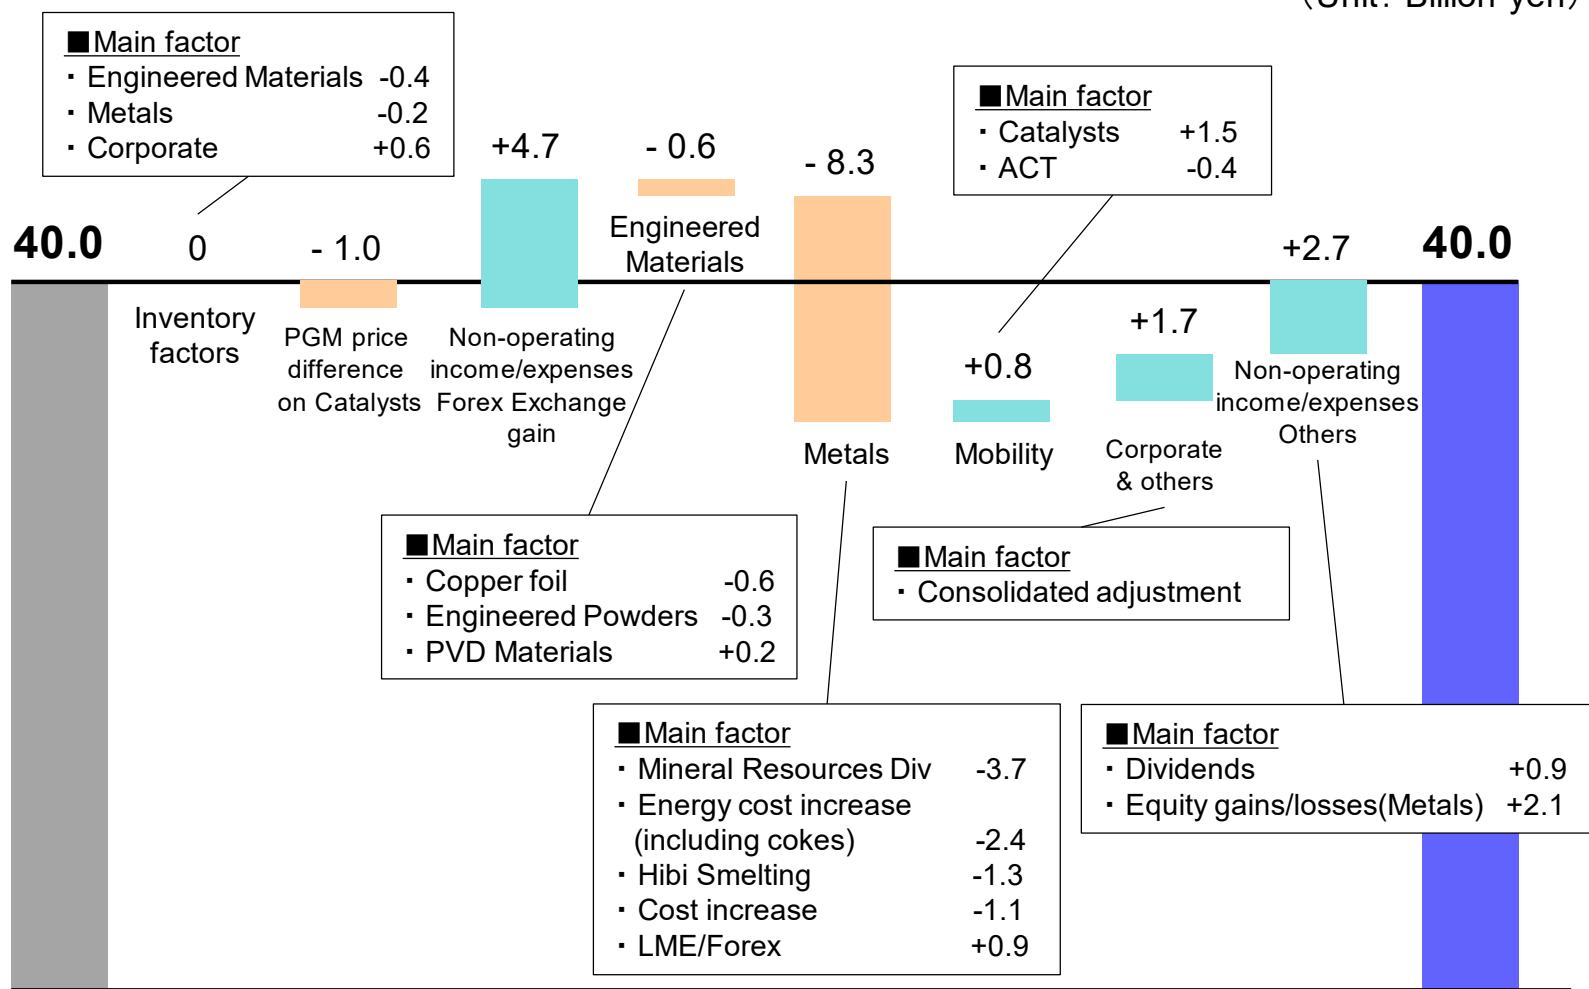 (Unit: Billion yen)
■Main factor
・Engineered Materials -0.4
・Metals -0.2
・Corporate +0.6
■Main factor
・Catalysts +1.5
・ACT -0.4
40.0
0
Inventory
factors
- 1.0
PGM price
difference
on Catalysts
+4.7
Non-operating
income/expenses
Forex Exchange
gain
- 0.6
Engineered
Materials
- 8.3
Metals
+0.8
Mobility
+1.7
Corporate
& others
+2.7
Non-operating
income/expenses
Others
40.0
■Main factor
・Copper foil -0.6
・Engineered Powders -0.3
・PVD Materials +0.2
■Main factor
・Consolidated adjustment
■Main factor
・Mineral Resources Div -3.7
・Energy cost increase
(including cokes) -2.4
・Hibi Smelting -1.3
・Cost increase -1.1
・LME/Forex +0.9
■Main factor
・Dividends +0.9
・Equity gains/losses(Metals) +2.1